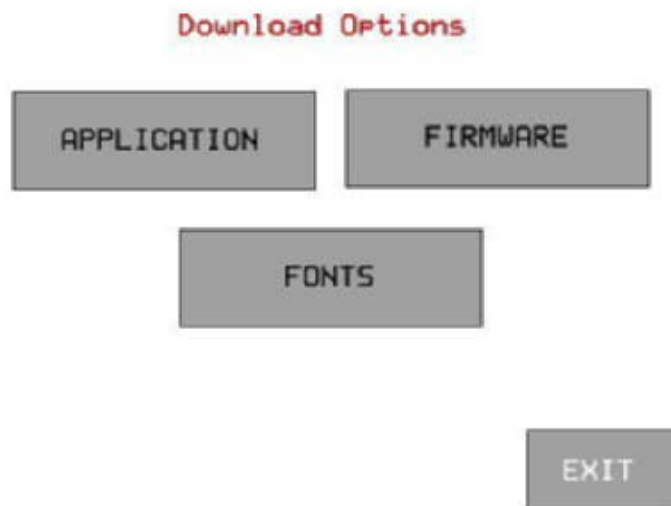 Download Options
APPLICATION
FIRMWARE
FONTS
EXIT